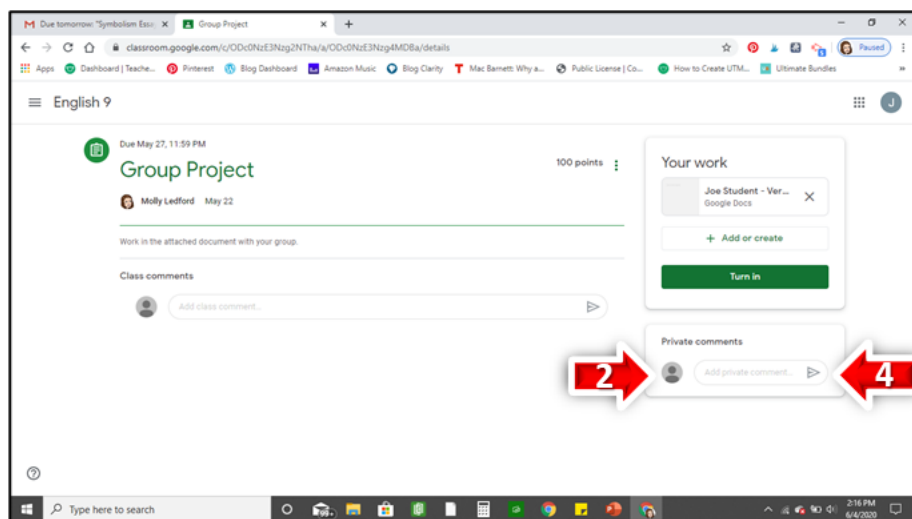 Due tomorrow: "Symbolism Essa
Group Project
classroom.google.com/c/ODc0NzE3Nzg2NTha/a/ODc0NzE3Nzg4MDBa/details
Paused
Apps Dashboard | Teache... Pinterest Blog Dashboard Amazon Music Blog Clarity Mac Barnett: Why a... Public License | Co... How to Create UTM... Ultimate Bundles
English 9
J
Due May 27, 11:59 PM
Group Project
100 points
Molly Ledford May 22
Work in the attached document with your group.
Class comments
Add class comment...
Your work
Joe Student - Ver...
Google Docs
+ Add or create
Turn in
Private comments
2
Add private comment...
4
Type here to search
99+
2:16 PM
6/4/2020